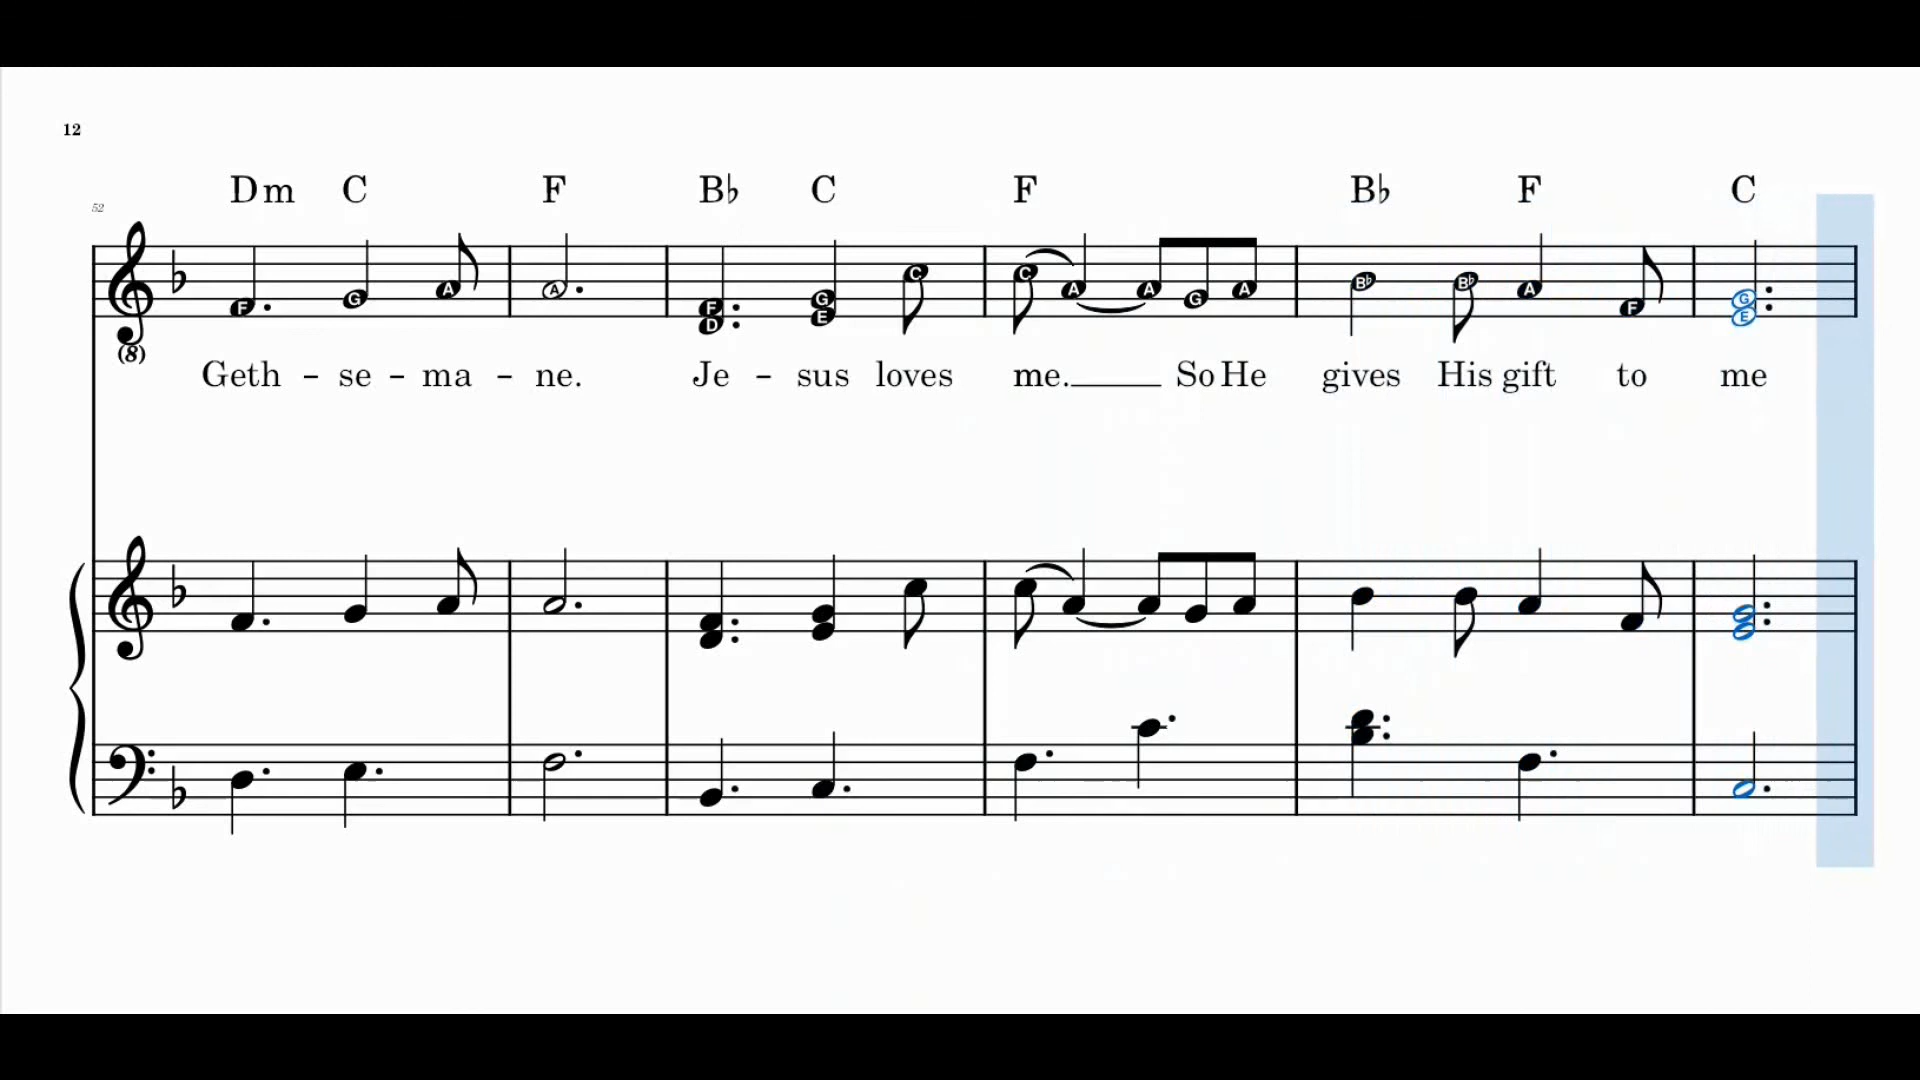 12
Dm C F B♭ C F B♭ F C
52
F G A A F D G E C C A A G A B♭ B♭ A F G E
(8)
Geth - se - ma - ne. Je - sus loves me.____ So He gives His gift to me